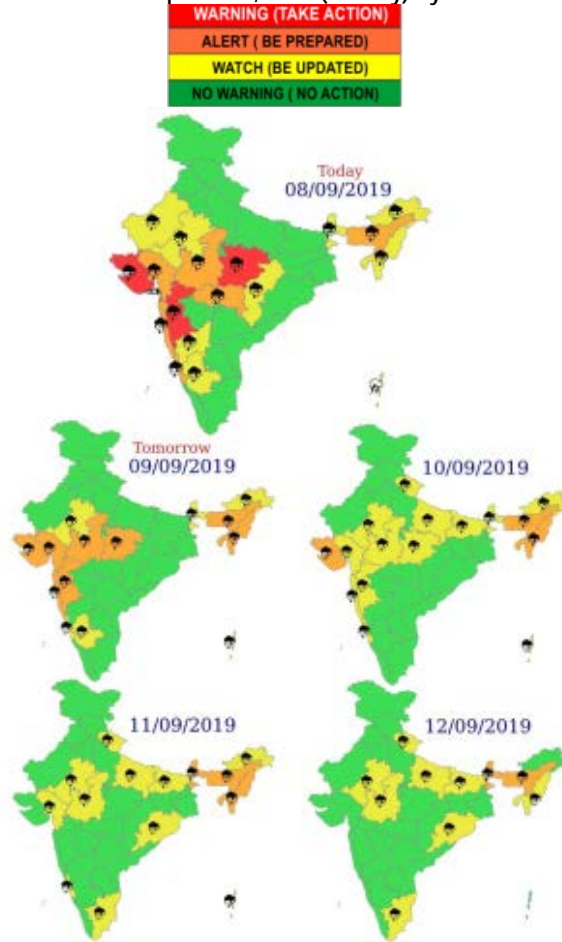 WARNING (TAKE ACTION)
ALERT ( BE PREPARED)
WATCH (BE UPDATED)
NO WARNING ( NO ACTION)
Today
08/09/2019
Tomorrow
09/09/2019
10/09/2019
11/09/2019
12/09/2019